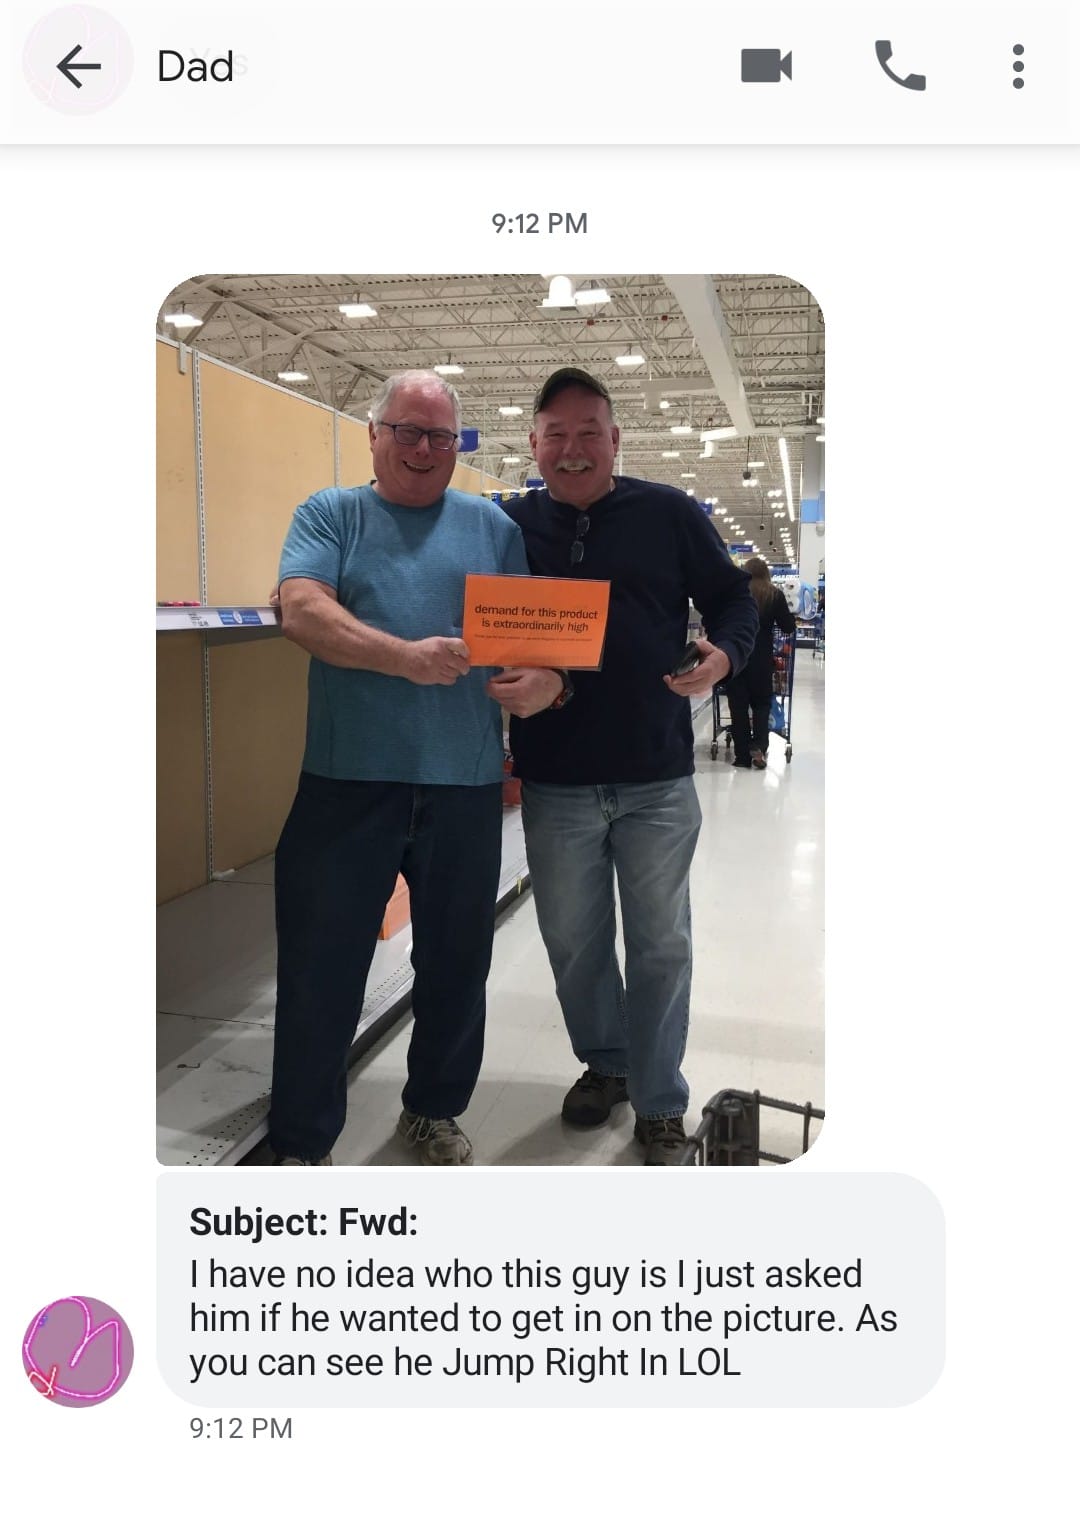 Dad
9:12 PM
demand for this product
is extraordinarily high
Subject: Fwd:
I have no idea who this guy is I just asked
him if he wanted to get in on the picture. As
you can see he Jump Right In LOL
9:12 PM